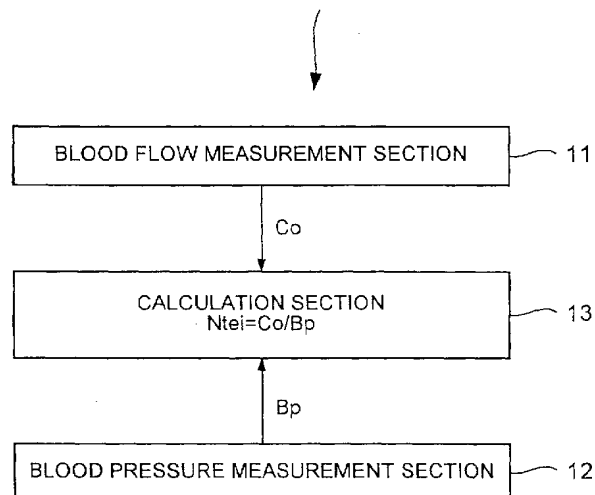 BLOOD FLOW MEASUREMENT SECTION
11
Co
CALCULATION SECTION
Ntei=Co/Bp
13
Bp
BLOOD PRESSURE MEASUREMENT SECTION
12